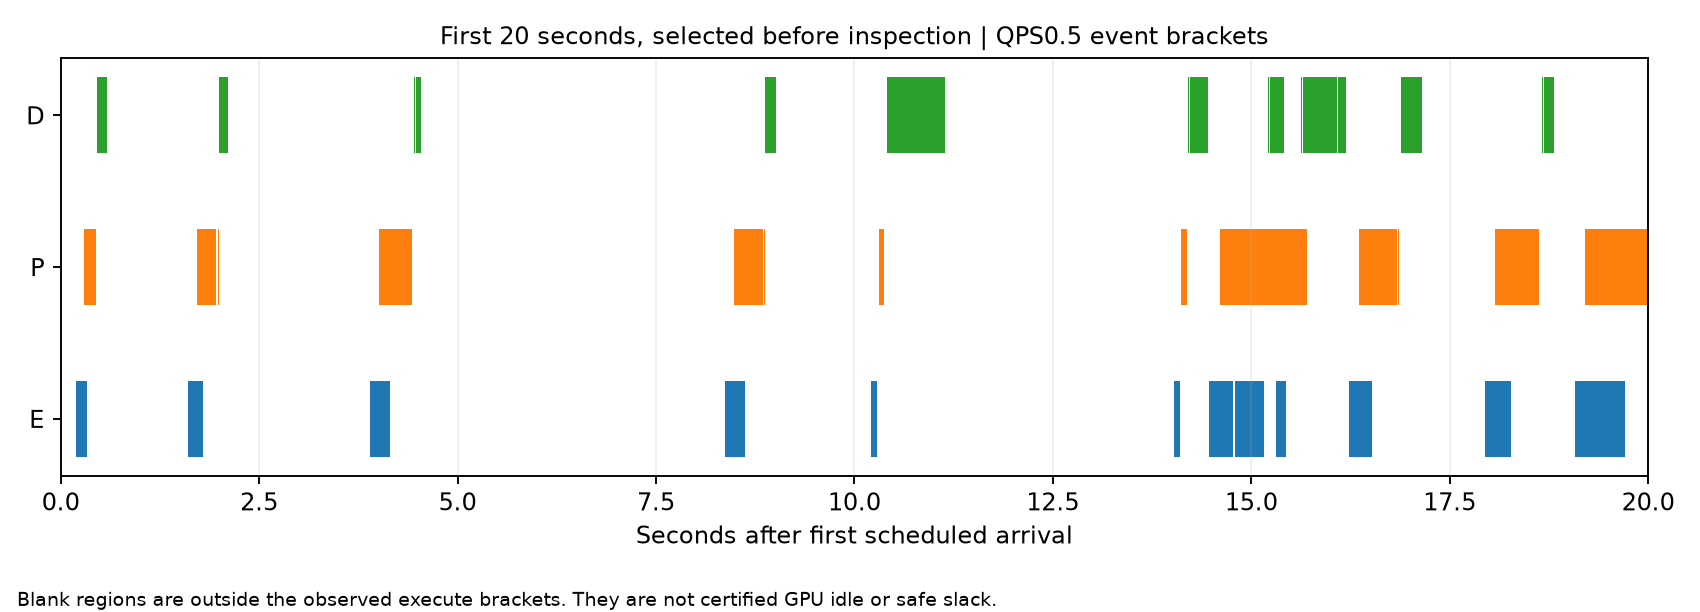 First 20 seconds, selected before inspection | QPS0.5 event brackets
D
P
E
0.0 2.5 5.0 7.5 10.0 12.5 15.0 17.5 20.0
Seconds after first scheduled arrival
Blank regions are outside the observed execute brackets. They are not certified GPU idle or safe slack.